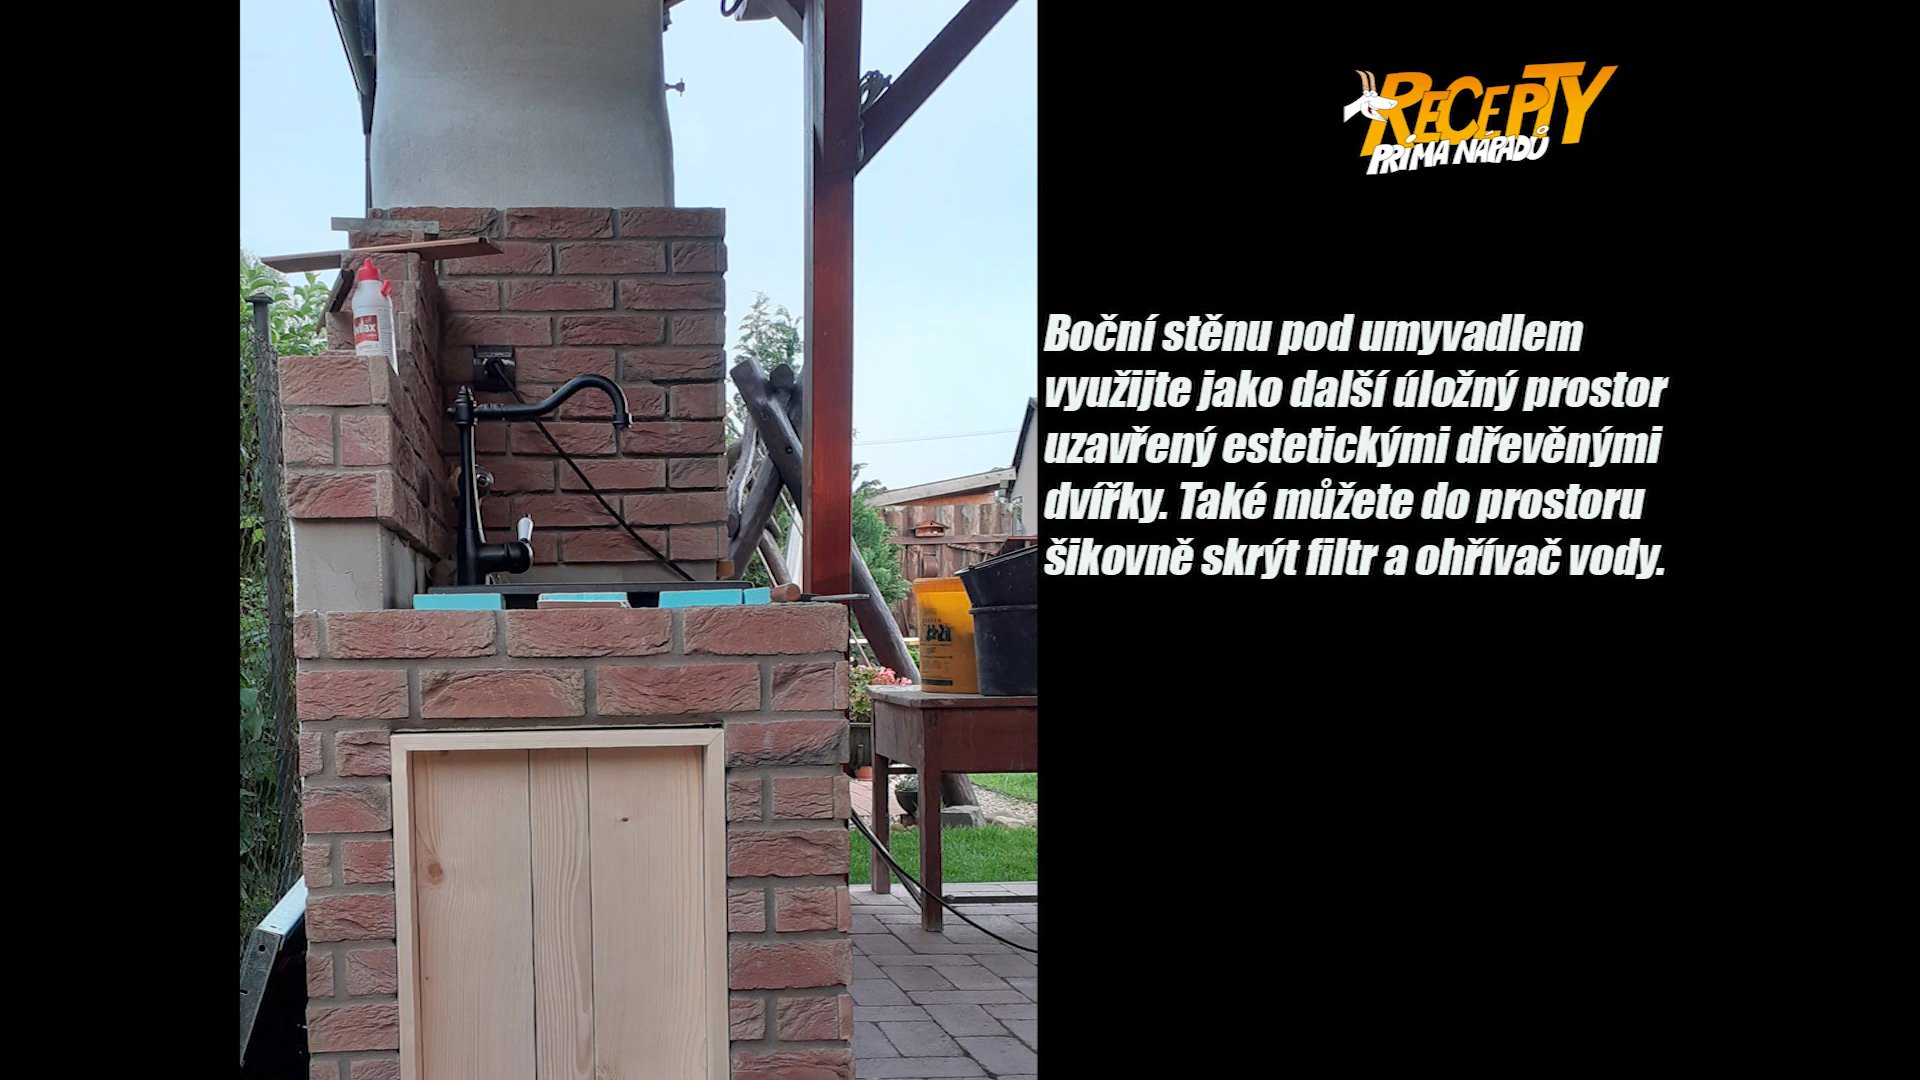 RECEPTY
PRIMA NÁPADŮ
Boční stěnu pod umyvadlem
využijte jako další úložný prostor
uzavřený estetickými dřevěnými
dvířky. Také můžete do prostoru
šikovně skrýt filtr a ohřívač vody.